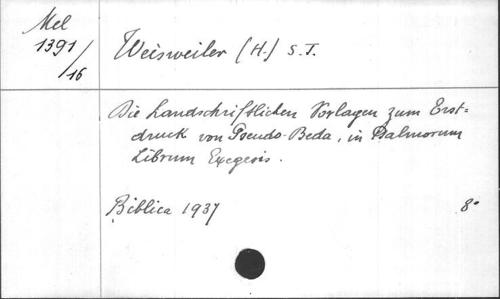 Mel
1391
/16
Weisweiler (H.) S.J.
Die handschriftlichen Vorlagen zum Erst=
druck von Pseudo-Beda, in Psalmorum
Librum Exegesis.
Biblica 1937 8°